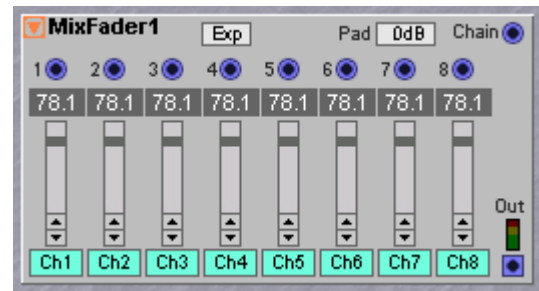 MixFader1 Exp Pad 0dB Chain
1 2 3 4 5 6 7 8
78.1 78.1 78.1 78.1 78.1 78.1 78.1 78.1
Out
Ch1 Ch2 Ch3 Ch4 Ch5 Ch6 Ch7 Ch8